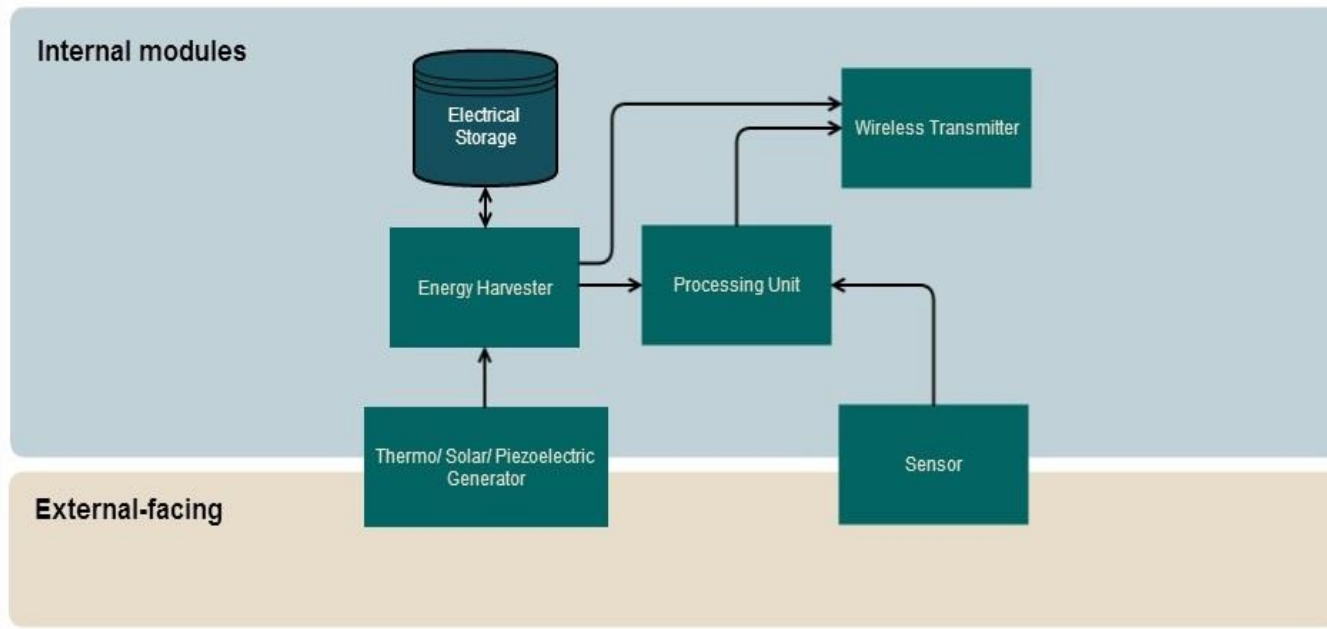 Internal modules
Electrical
Storage
Wireless Transmitter
Energy Harvester
Processing Unit
Thermo/ Solar/ Piezoelectric
Generator
Sensor
External-facing